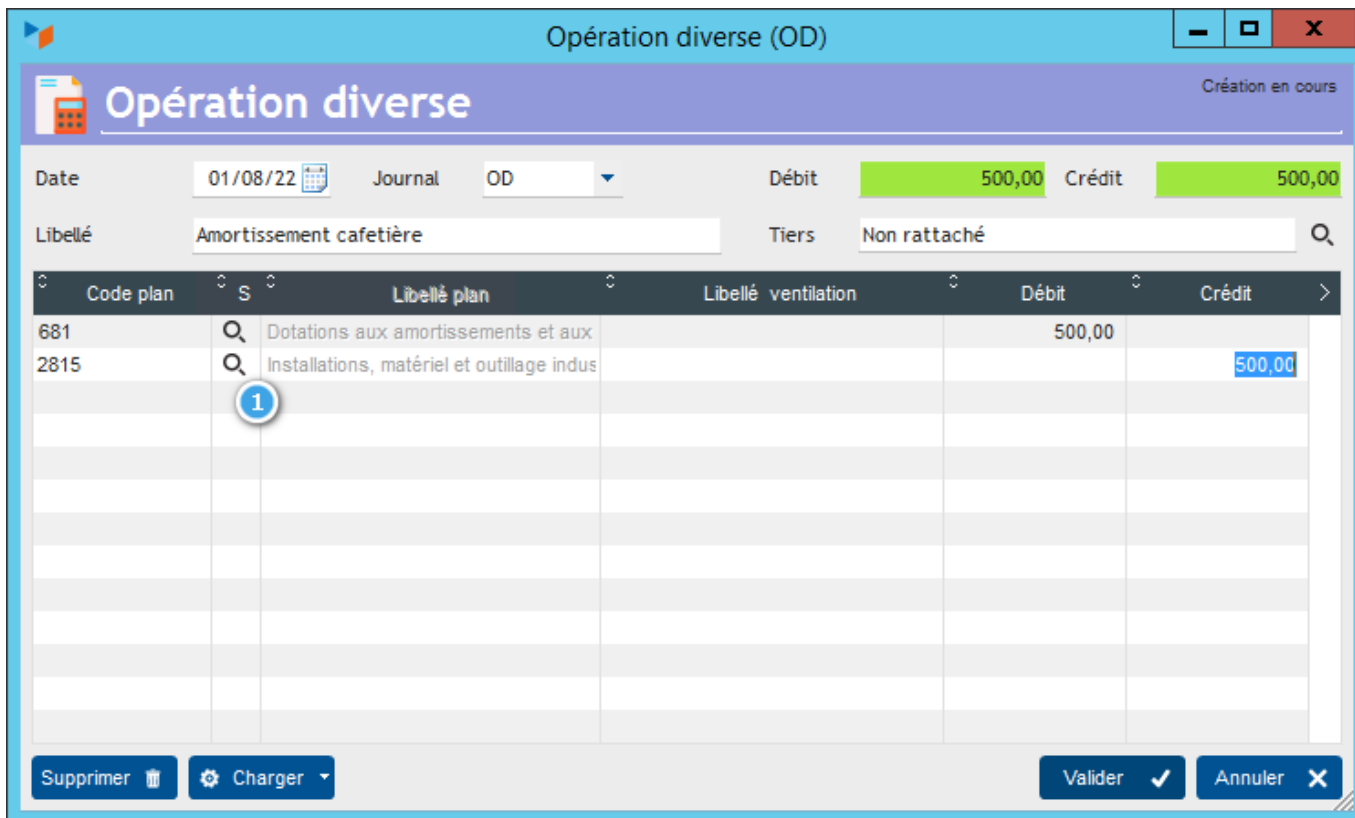 Opération diverse (OD)
Opération diverse
Création en cours
Date 01/08/22 Journal OD Débit 500,00 Crédit 500,00
Libellé Amortissement cafetière Tiers Non rattaché
Code plan S Libellé plan Libellé ventilation Débit Crédit
681 Dotations aux amortissements et aux 500,00
2815 Installations, matériel et outillage indus 500,00
1
Supprimer Charger Valider Annuler